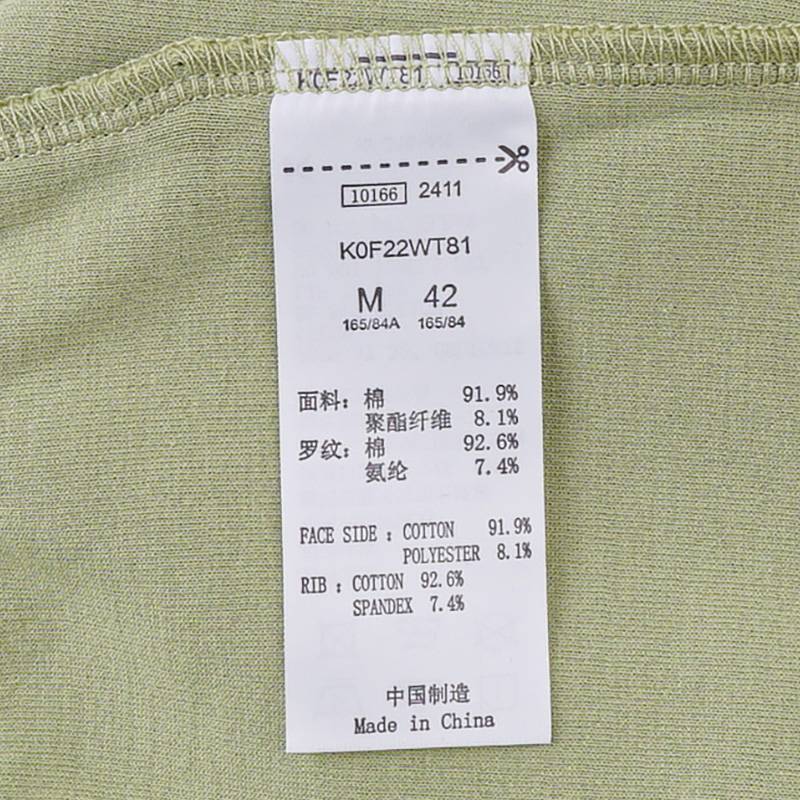 10166 2411
K0F22WT81
M 42
165/84A 165/84
面料：棉 91.9%
聚酯纤维 8.1%
罗纹：棉 92.6%
氨纶 7.4%
FACE SIDE : COTTON 91.9%
POLYESTER 8.1%
RIB : COTTON 92.6%
SPANDEX 7.4%
中国制造
Made in China